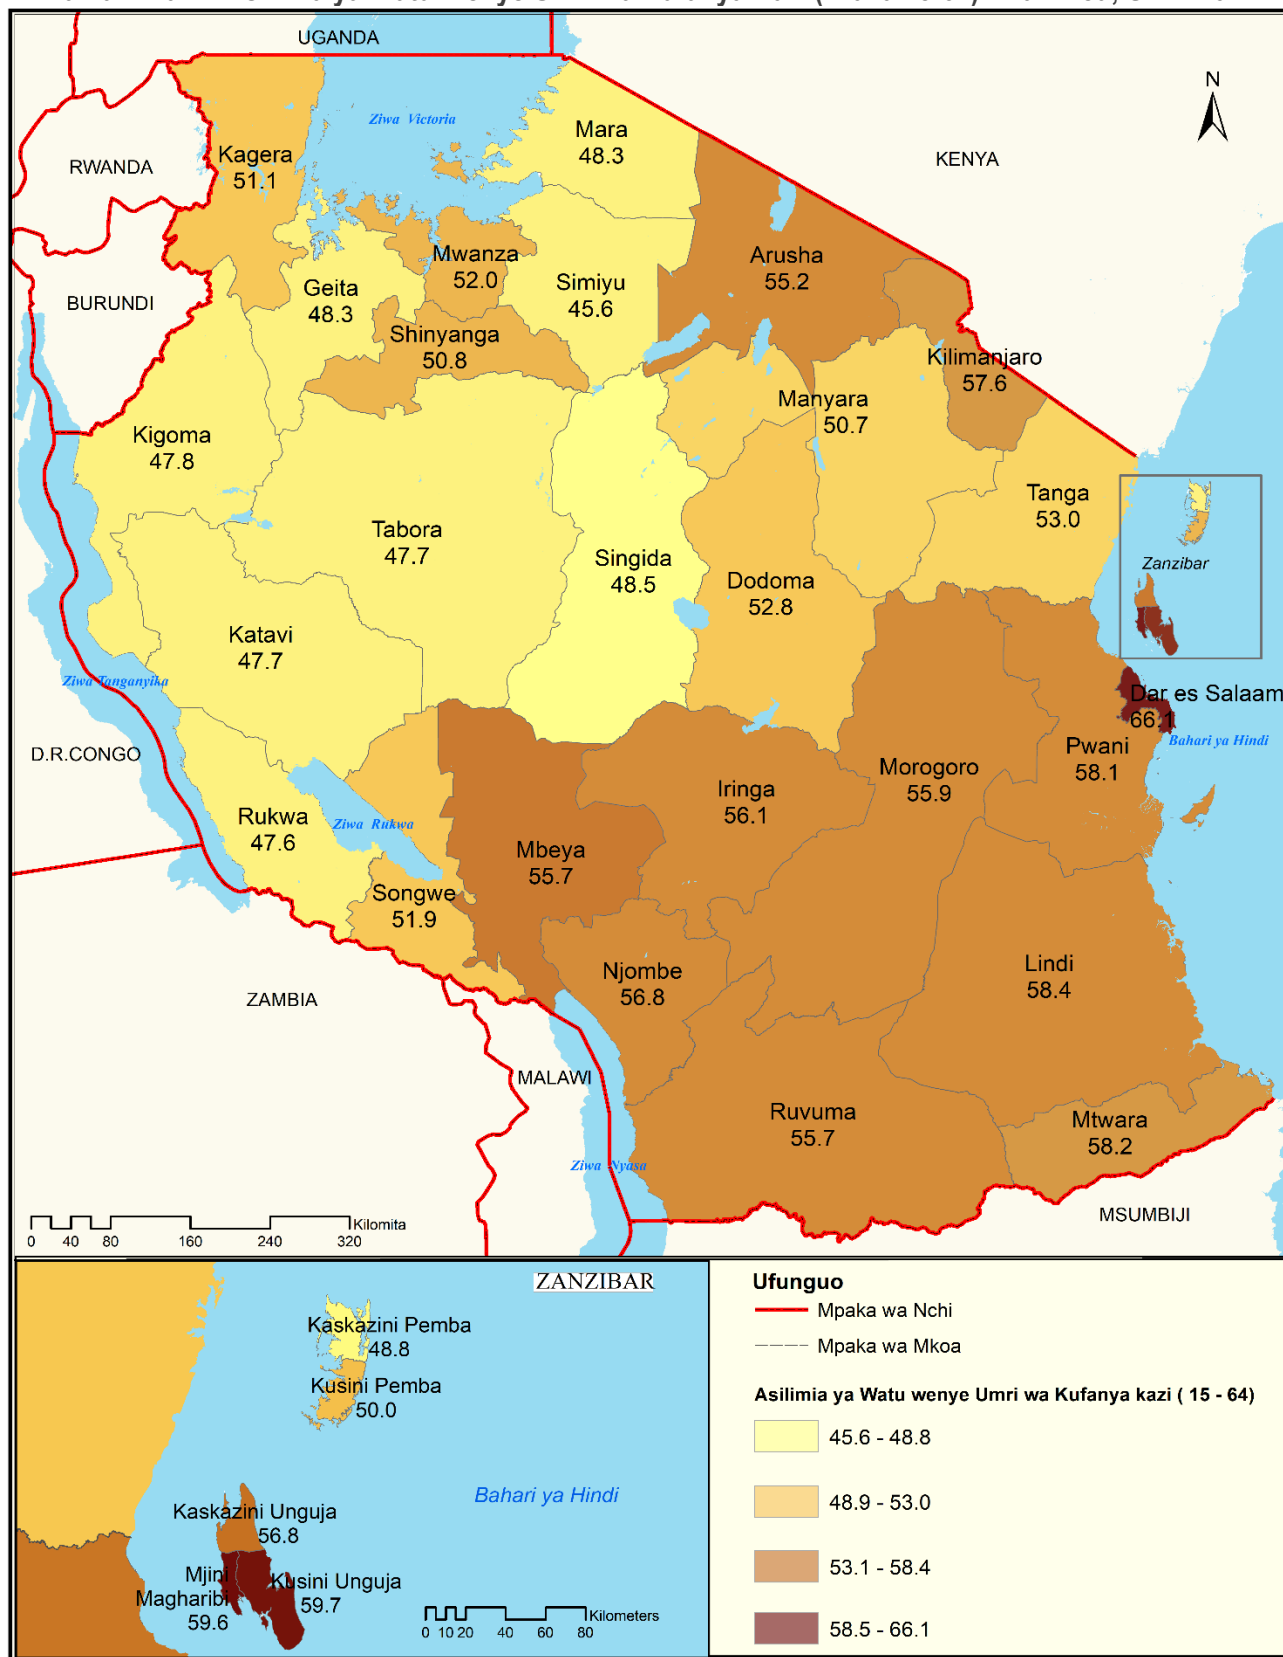 UGANDA
N
Ziwa Victoria
Mara
48.3
RWANDA
Kagera
51.1
KENYA
Mwanza
52.0
Arusha
55.2
Geita
48.3
Simiyu
45.6
BURUNDI
Shinyanga
50.8
Kilimanjaro
57.6
Manyara
50.7
Kigoma
47.8
Tanga
53.0
Tabora
47.7
Singida
48.5
Zanzibar
Dodoma
52.8
Katavi
47.7
Ziwa Tanganyika
Dar es Salaam
66.1
Bahari ya Hindi
D.R.CONGO
Pwani
58.1
Morogoro
55.9
Iringa
56.1
Rukwa
47.6
Ziwa Rukwa
Mbeya
55.7
Songwe
51.9
Njombe
56.8
Lindi
58.4
ZAMBIA
MALAWI
Ruvuma
55.7
Mtwara
58.2
Ziwa Nyasa
MSUMBIJI
Kilomita
0 40 80 160 240 320
ZANZIBAR
Kaskazini Pemba
48.8
Kusini Pemba
50.0
Bahari ya Hindi
Kaskazini Unguja
56.8
Mjini
Magharibi
59.6
Kusini Unguja
59.7
Kilometers
0 10 20 40 60 80
Ufunguo
Mpaka wa Nchi
Mpaka wa Mkoa
Asilimia ya Watu wenye Umri wa Kufanya kazi ( 15 - 64)
45.6 - 48.8
48.9 - 53.0
53.1 - 58.4
58.5 - 66.1